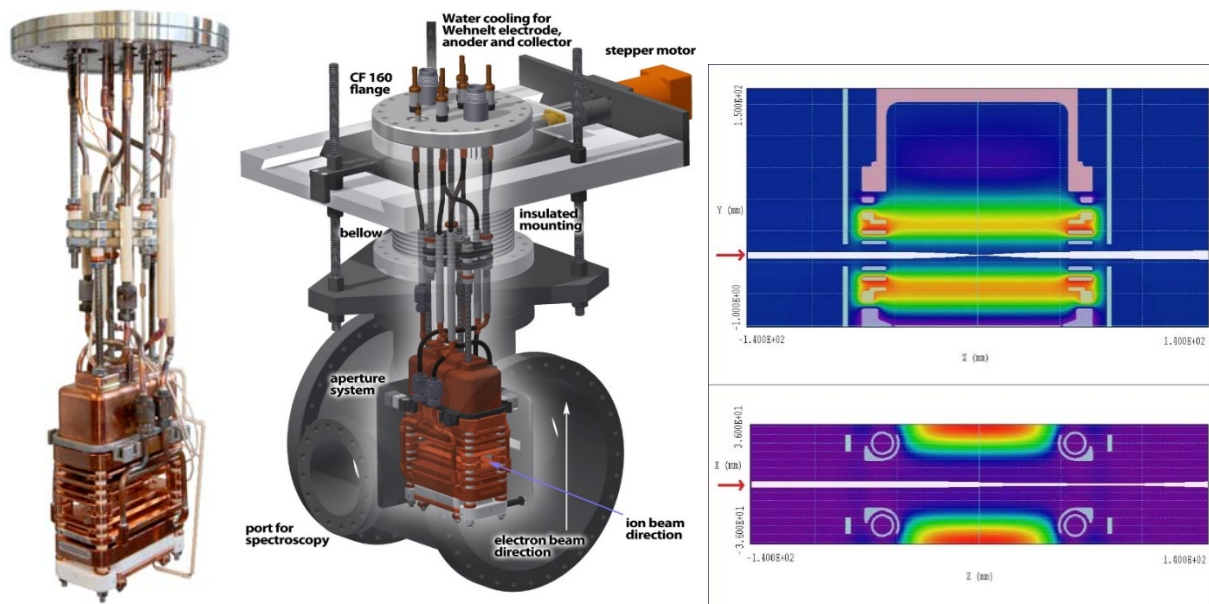 Water cooling for
Wehnelt electrode,
anoder and collector
stepper motor
CF 160
flange
insulated
mounting
bellow
aperture
system
port for
spectroscopy
electron beam
direction
ion beam
direction
1.500E+02
Y (mm)
-1.000E+00
-1.400E+02
1.400E+02
Z (mm)
3.600E+01
X (mm)
-3.600E+01
-1.400E+02
1.400E+02
Z (mm)